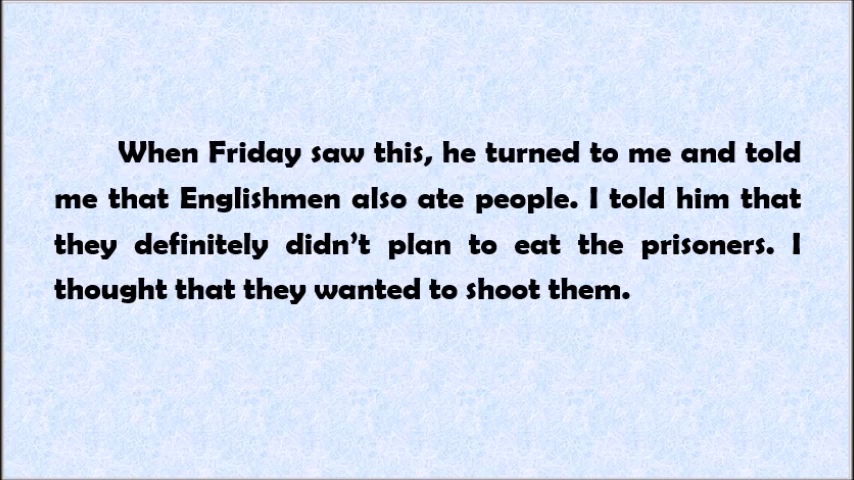 When Friday saw this, he turned to me and told
me that Englishmen also ate people. I told him that
they definitely didn’t plan to eat the prisoners. I
thought that they wanted to shoot them.